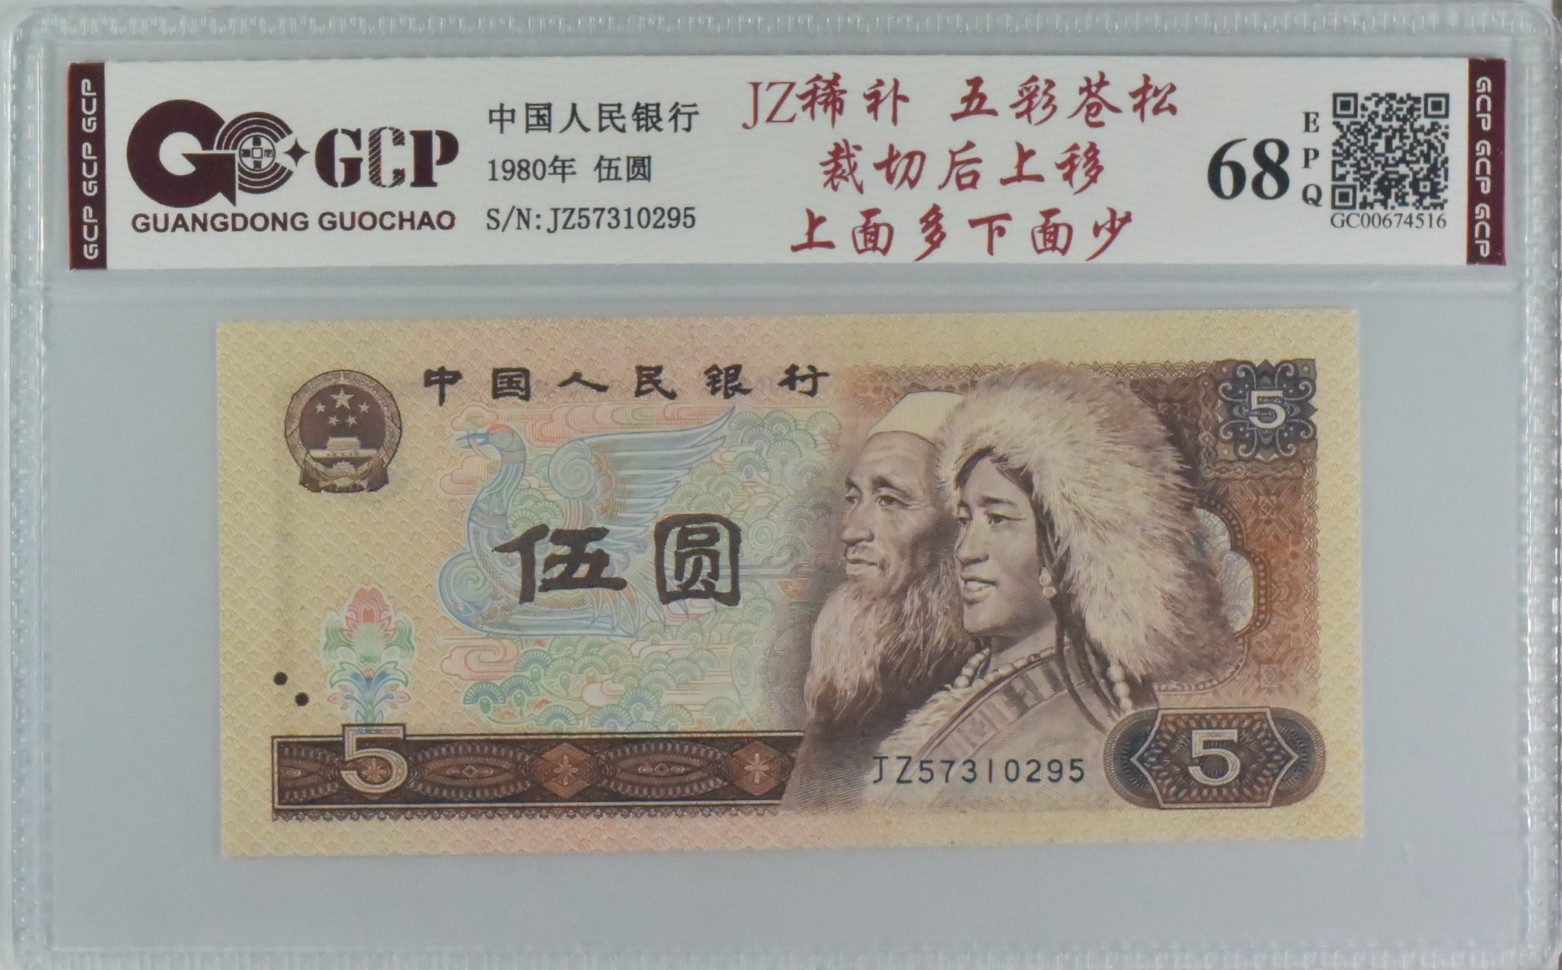 GCP GCP GCP
GCP
GUANGDONG GUOCHAO
中国人民银行
1980年 伍圆
S/N: JZ57310295
JZ稀补 五彩苍松
裁切后上移
上面多下面少
68
EPQ
GC00674516
GCP GCP GCP
中国人民银行
5
伍圆
5
JZ57310295
5